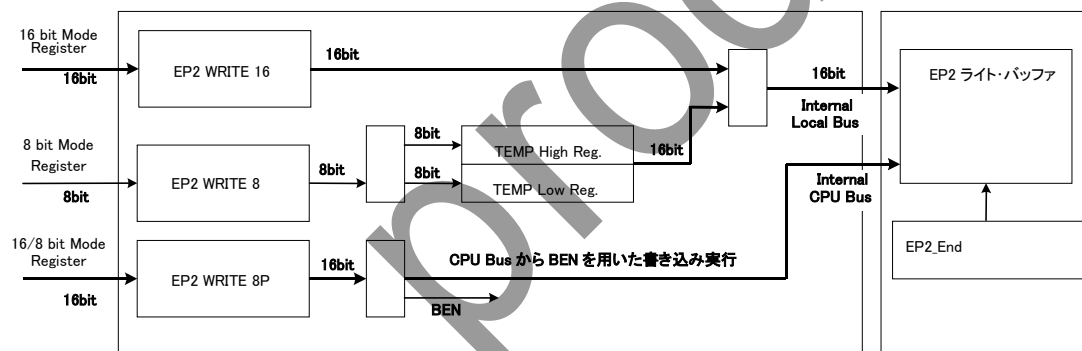 16 bit Mode
Register
16bit
EP2 WRITE 16
16bit
16bit
Internal
Local Bus
EP2 ライト・バッファ
8 bit Mode
Register
8bit
EP2 WRITE 8
8bit
8bit
8bit
TEMP High Reg.
TEMP Low Reg.
16bit
Internal
CPU Bus
16/8 bit Mode
Register
16bit
EP2 WRITE 8P
16bit
CPU Bus から BEN を用いた書き込み実行
BEN
EP2_End